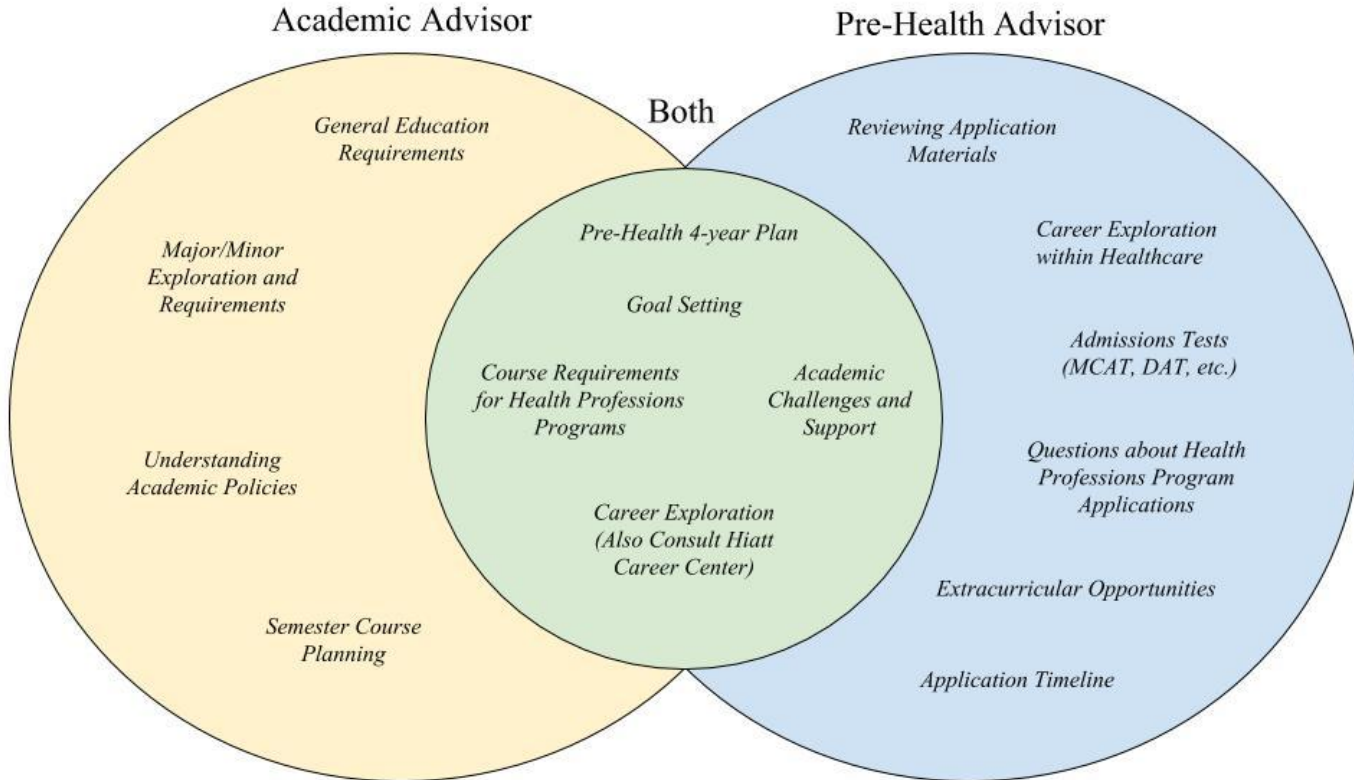 Academic Advisor
Pre-Health Advisor
Both
General Education
Requirements
Major/Minor
Exploration and
Requirements
Understanding
Academic Policies
Semester Course
Planning
Pre-Health 4-year Plan
Goal Setting
Course Requirements
for Health Professions
Programs
Academic
Challenges and
Support
Career Exploration
(Also Consult Hiatt
Career Center)
Reviewing Application
Materials
Career Exploration
within Healthcare
Admissions Tests
(MCAT, DAT, etc.)
Questions about Health
Professions Program
Applications
Extracurricular Opportunities
Application Timeline